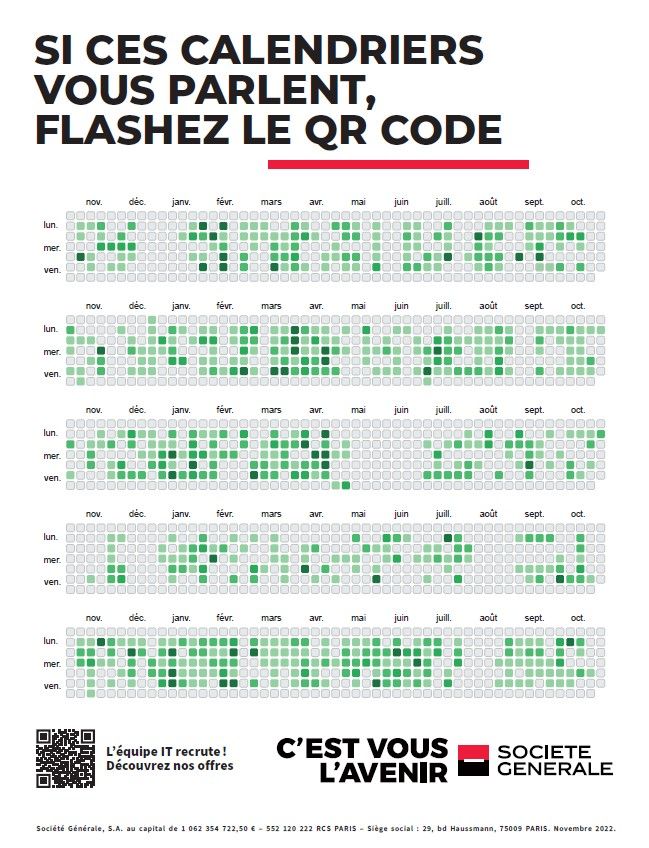 SI CES CALENDRIERS
VOUS PARLENT,
FLASHEZ LE QR CODE
nov. déc. janv. févr. mars avr. mai juin juill. août sept. oct.
lun.
mer.
ven.
nov. déc. janv. févr. mars avr. mai juin juill. août sept. oct.
lun.
mer.
ven.
nov. déc. janv. févr. mars avr. mai juin juill. août sept. oct.
lun.
mer.
ven.
nov. déc. janv. févr. mars avr. mai juin juill. août sept. oct.
lun.
mer.
ven.
nov. déc. janv. févr. mars avr. mai juin juill. août sept. oct.
lun.
mer.
ven.
L'équipe IT recrute !
Découvrez nos offres
C'EST VOUS
L'AVENIR
SOCIETE
GENERALE
Société Générale, S.A. au capital de 1 062 354 722,50 € – 552 120 222 RCS PARIS – Siège social : 29, bd Haussmann, 75009 PARIS. Novembre 2022.